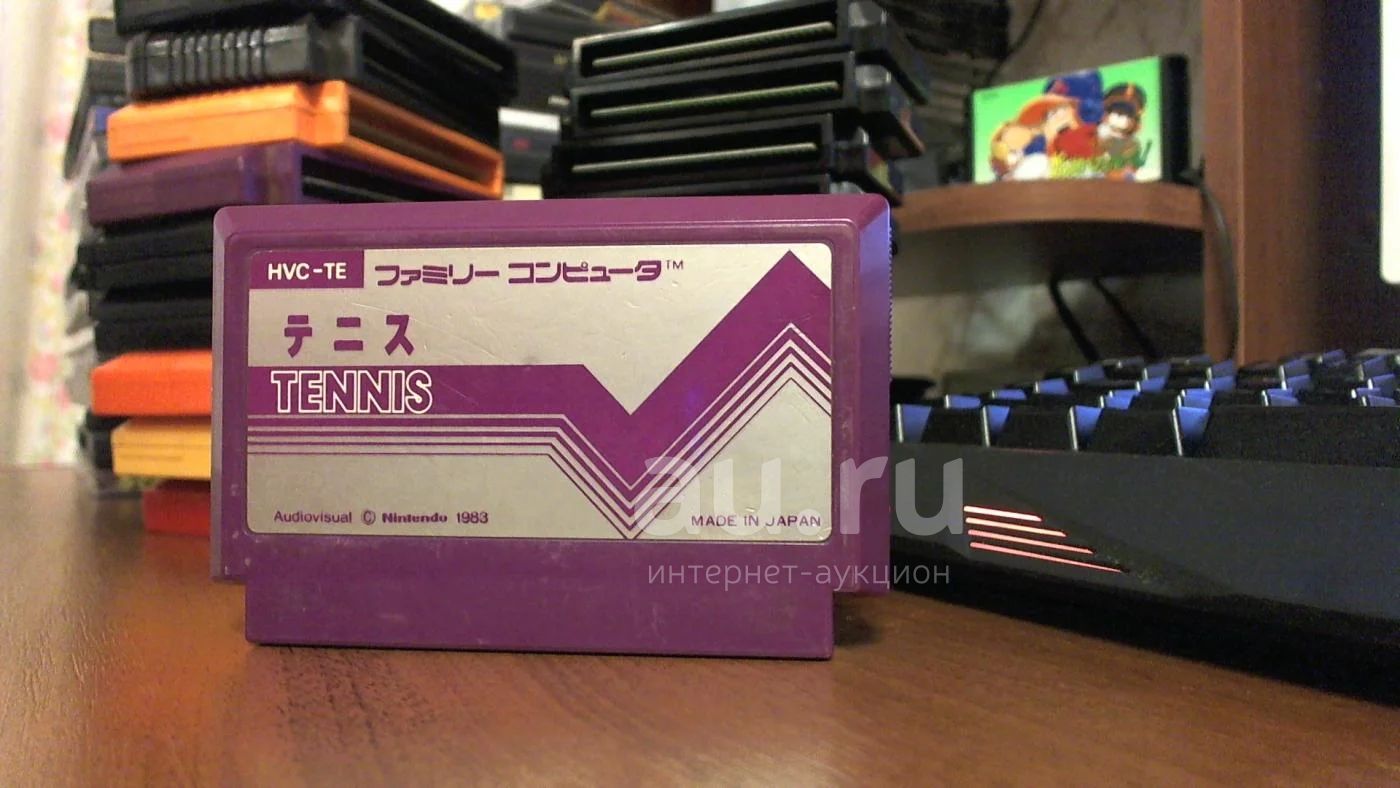 HVC-TE ファミリー コンピュータ™
テニス
TENNIS
Audiovisual © Nintendo 1983
MADE IN JAPAN
au.ru
интернет-аукцион